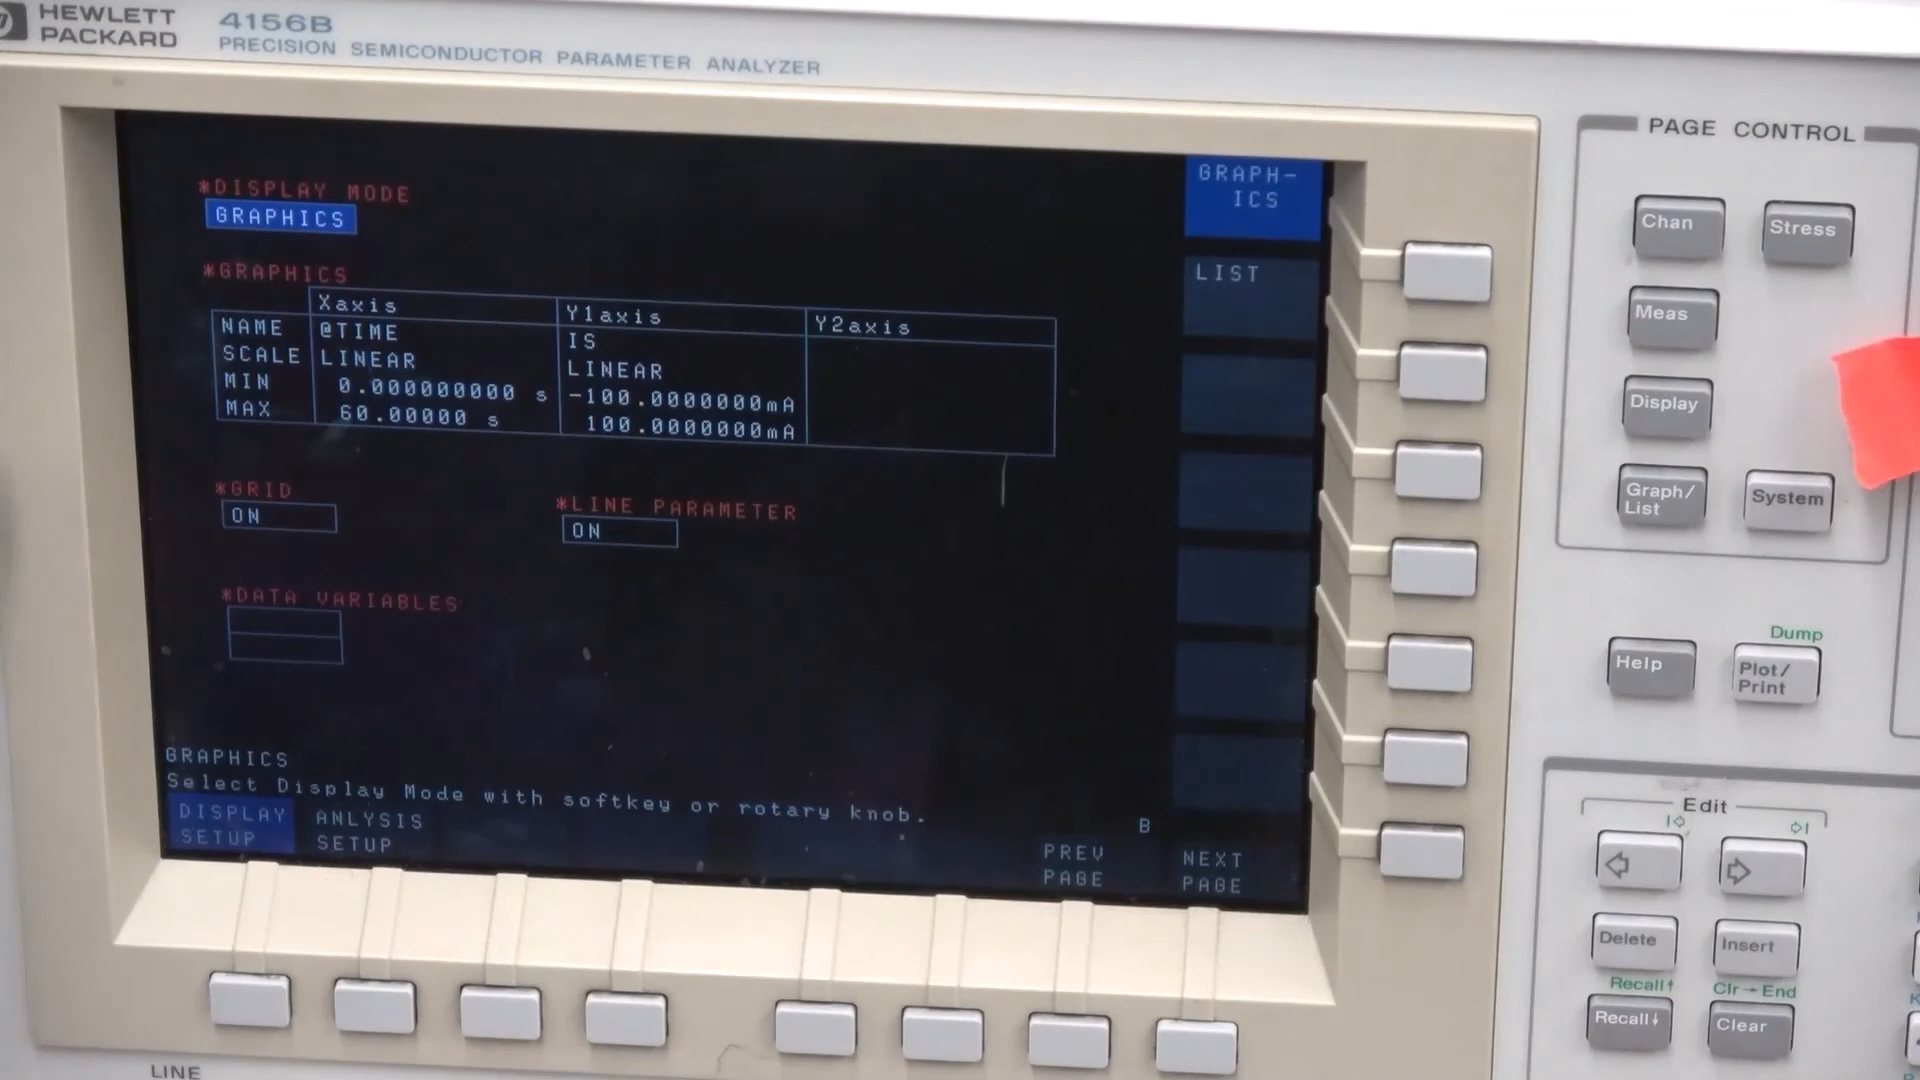 HEWLETT
PACKARD
4156B
PRECISION SEMICONDUCTOR PARAMETER ANALYZER
*DISPLAY MODE
GRAPHICS
*GRAPHICS
Xaxis Y1axis Y2axis
NAME @TIME IS
SCALE LINEAR LINEAR
MIN 0.000000000 s -100.0000000mA
MAX 60.00000 s 100.0000000mA
*GRID
ON
*LINE PARAMETER
ON
*DATA VARIABLES
GRAPHICS
Select Display Mode with softkey or rotary knob.
B
DISPLAY
SETUP
ANLYSIS
SETUP
PREV
PAGE
NEXT
PAGE
GRAPH-
ICS
LIST
PAGE CONTROL
Chan
Stress
Meas
Display
Graph/
List
System
Help
Dump
Plot/
Print
Edit
Delete
Insert
Recall↑
Clr→End
Recall↓
Clear
LINE